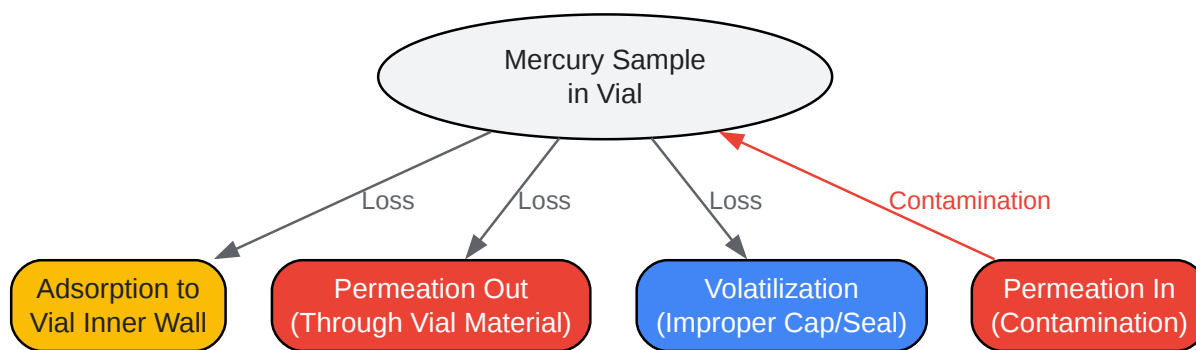 Mercury Sample
in Vial
Loss
Loss
Loss
Contamination
Adsorption to
Vial Inner Wall
Permeation Out
(Through Vial Material)
Volatilization
(Improper Cap/Seal)
Permeation In
(Contamination)